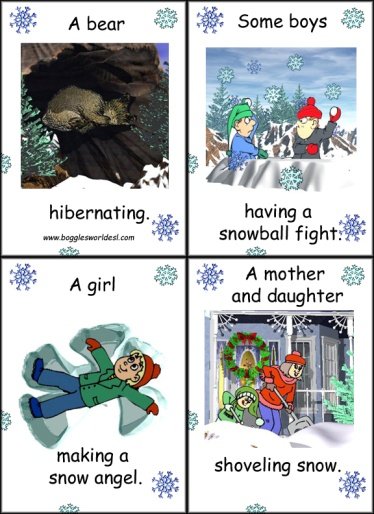 A bear
hibernating.
www.bogglesworldesl.com
Some boys
having a
snowball fight.
A girl
making a
snow angel.
A mother
and daughter
shoveling snow.